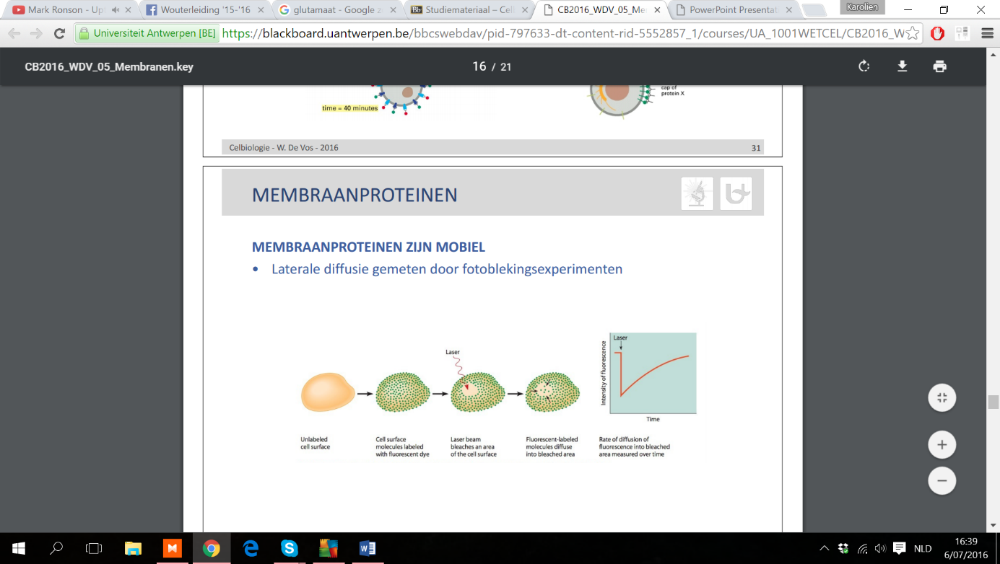 Mark Ronson - Up
Wouterleiding '15-'16
glutamaat - Google z
Studiemateriaal – Cel
CB2016_WDV_05_Me
PowerPoint Presentat
Karolien
Universiteit Antwerpen [BE] https://blackboard.uantwerpen.be/bbcswebdav/pid-797633-dt-content-rid-5552857_1/courses/UA_1001WETCEL/CB2016_W
CB2016_WDV_05_Membranen.key
16 / 21
time = 40 minutes
cap of
protein X
Celbiologie - W. De Vos - 2016
31
MEMBRAANPROTEINEN
MEMBRAANPROTEINEN ZIJN MOBIEL
• Laterale diffusie gemeten door fotoblekingsexperimenten
Laser
Laser
Intensity of fluorescence
Time
Unlabeled
cell surface
Cell surface
molecules labeled
with fluorescent dye
Laser beam
bleaches an area
of the cell surface
Fluorescent-labeled
molecules diffuse
into bleached area
Rate of diffusion of
fluorescence into bleached
area measured over time
NLD
16:39
6/07/2016